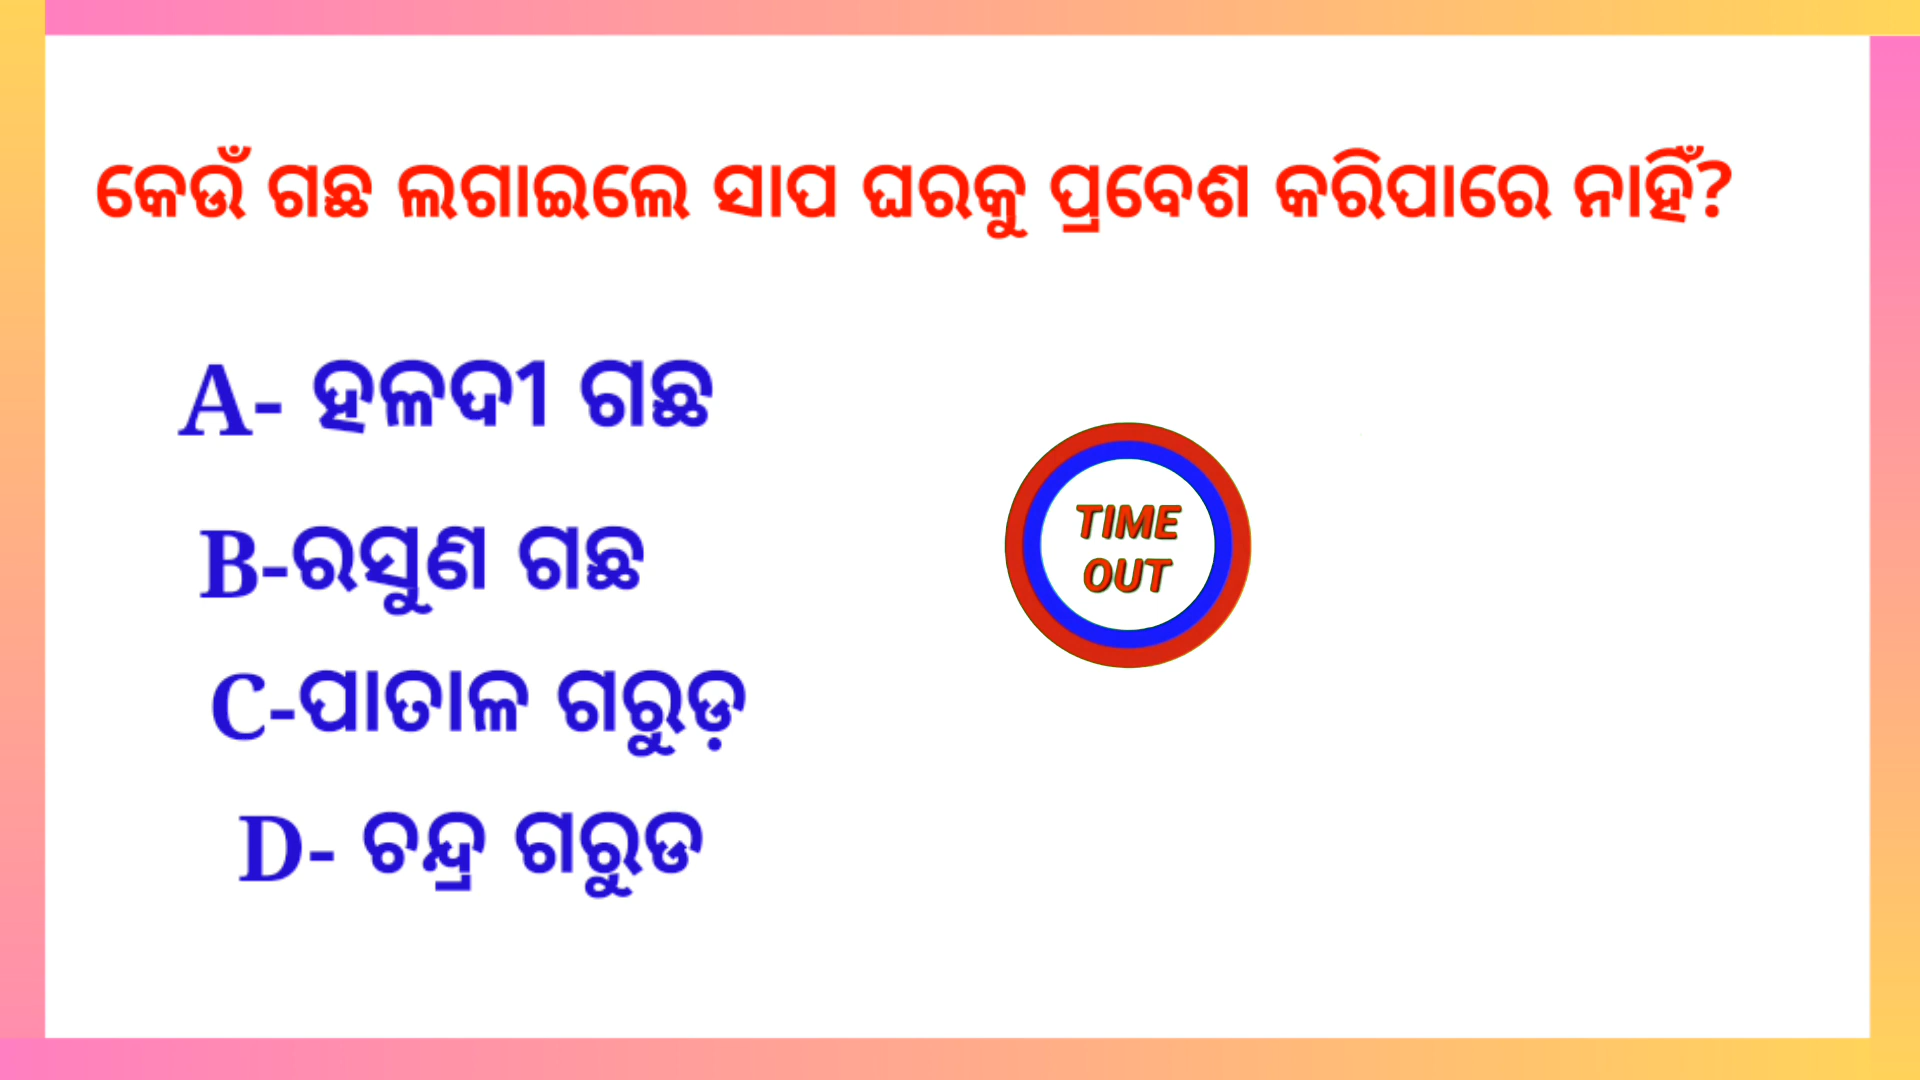 କେଉଁ ଗଛ ଲଗାଇଲେ ସାପ ଘରକୁ ପ୍ରବେଶ କରିପାରେ ନାହିଁ?
A- ହଳଦୀ ଗଛ
B-ରସୁଣ ଗଛ
C-ପାତାଳ ଗରୁଡ଼
D- ଚନ୍ଦ୍ର ଗରୁଡ
TIME
OUT